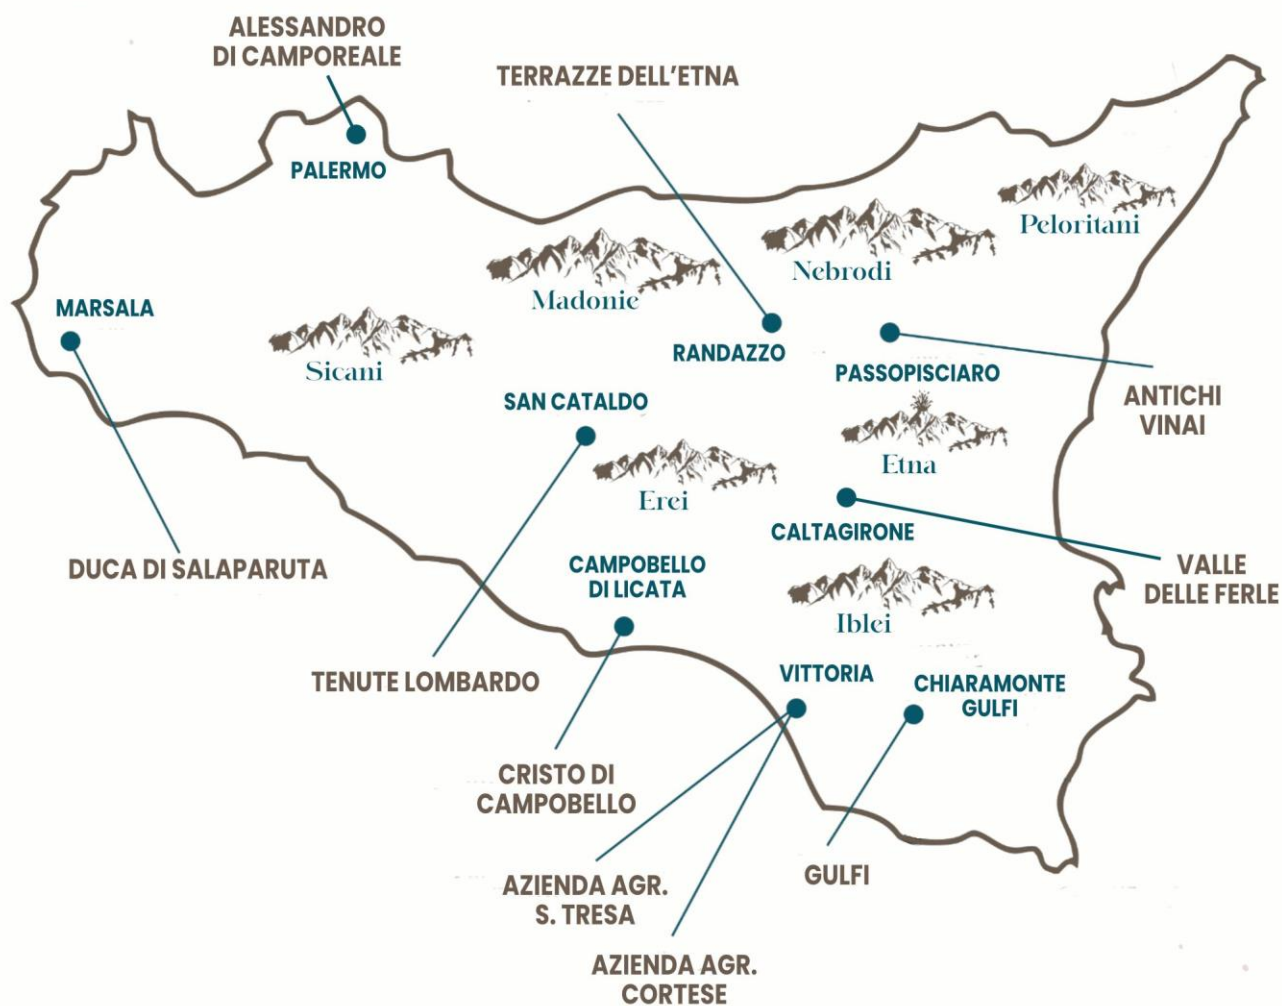 ALESSANDRO
DI CAMPOREALE
TERRAZZE DELL'ETNA
PALERMO
Peloritani
Nebrodi
Madonie
MARSALA
RANDAZZO
Sicani
PASSOPISCIARO
SAN CATALDO
ANTICHI
VINAI
Etna
Erei
CALTAGIRONE
DUCA DI SALAPARUTA
CAMPOBELLO
DI LICATA
VALLE
DELLE FERLE
Iblei
TENUTE LOMBARDO
VITTORIA
CHIARAMONTE
GULFI
CRISTO DI
CAMPOBELLO
GULFI
AZIENDA AGR.
S. TRESA
AZIENDA AGR.
CORTESE